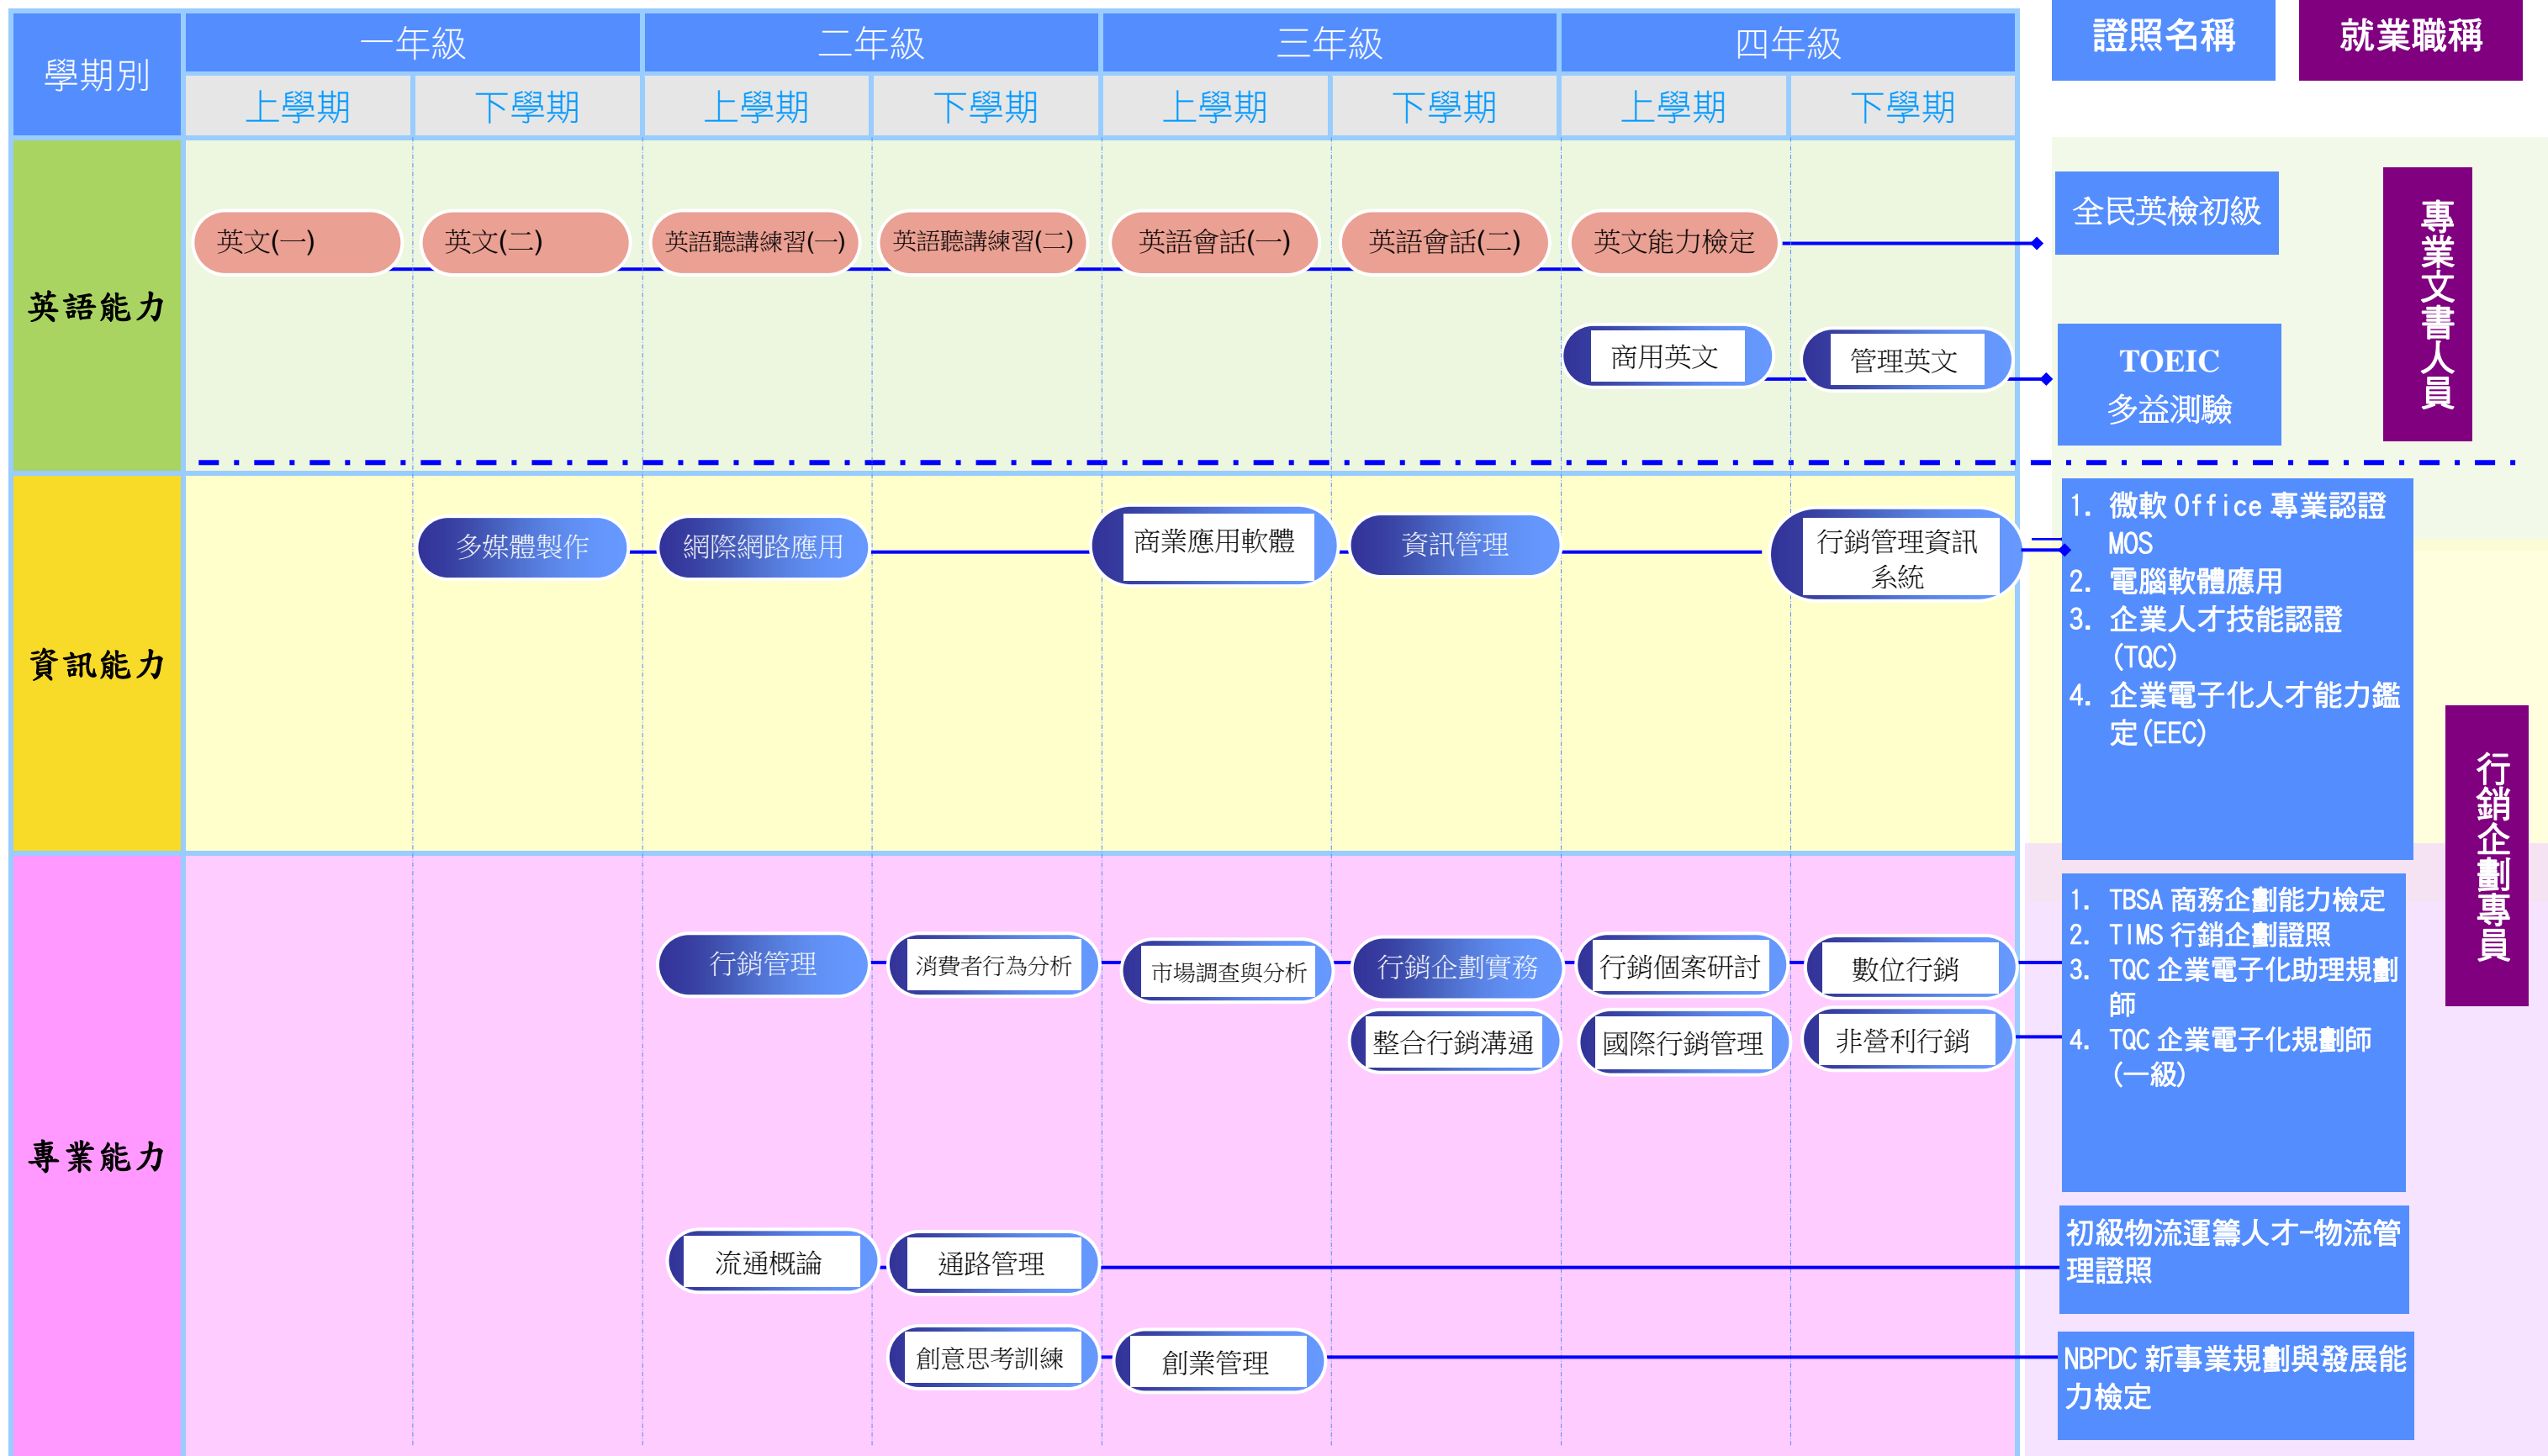 學期別
一年級
二年級
三年級
四年級
證照名稱
就業職稱
上學期
下學期
上學期
下學期
上學期
下學期
上學期
下學期
英語能力
英文(一)
英文(二)
英語聽講練習(一)
英語聽講練習(二)
英語會話(一)
英語會話(二)
英文能力檢定
全民英檢初級
商用英文
管理英文
TOEIC
多益測驗
專業文書人員
資訊能力
多媒體製作
網際網路應用
商業應用軟體
資訊管理
行銷管理資訊
系統
1. 微軟 Office 專業認證
MOS
2. 電腦軟體應用
3. 企業人才技能認證
(TQC)
4. 企業電子化人才能力鑑
定(EEC)
行銷企劃專員
專業能力
行銷管理
消費者行為分析
市場調查與分析
行銷企劃實務
行銷個案研討
數位行銷
整合行銷溝通
國際行銷管理
非營利行銷
1. TBSA 商務企劃能力檢定
2. TIMS 行銷企劃證照
3. TQC 企業電子化助理規劃
師
4. TQC 企業電子化規劃師
(一級)
流通概論
通路管理
初級物流運籌人才-物流管
理證照
創意思考訓練
創業管理
NBPDC 新事業規劃與發展能
力檢定